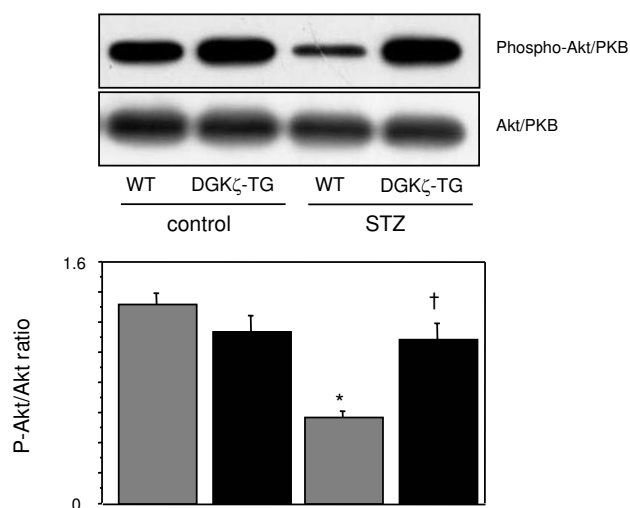 Phospho-Akt/PKB
Akt/PKB
WT DGKζ-TG WT DGKζ-TG
control STZ
1.6
P-Akt/Akt ratio
†
*
0